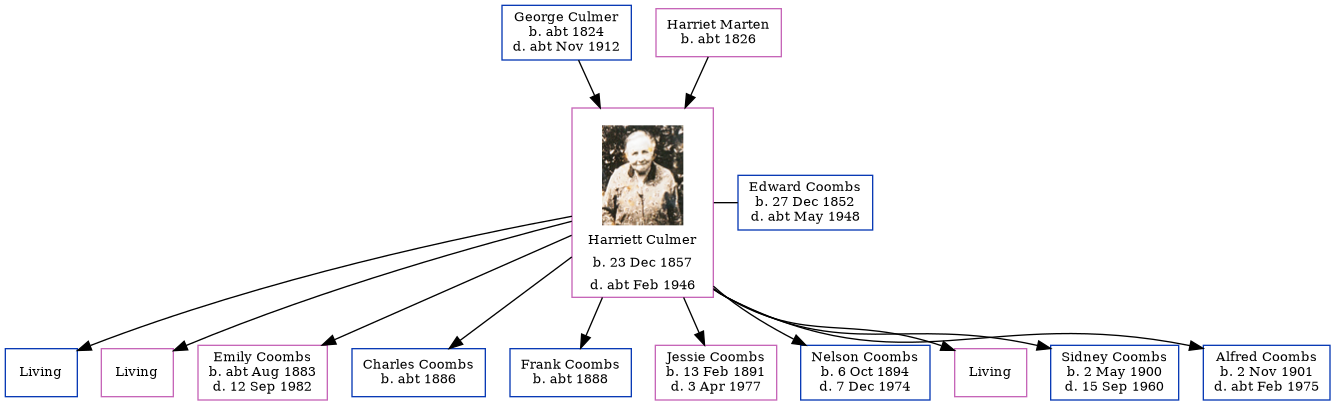 George Culmer
b. abt 1824
d. abt Nov 1912
Harriet Marten
b. abt 1826
Harriett Culmer
b. 23 Dec 1857
d. abt Feb 1946
Edward Coombs
b. 27 Dec 1852
d. abt May 1948
Living
Living
Emily Coombs
b. abt Aug 1883
d. 12 Sep 1982
Charles Coombs
b. abt 1886
Frank Coombs
b. abt 1888
Jessie Coombs
b. 13 Feb 1891
d. 3 Apr 1977
Nelson Coombs
b. 6 Oct 1894
d. 7 Dec 1974
Living
Sidney Coombs
b. 2 May 1900
d. 15 Sep 1960
Alfred Coombs
b. 2 Nov 1901
d. abt Feb 1975